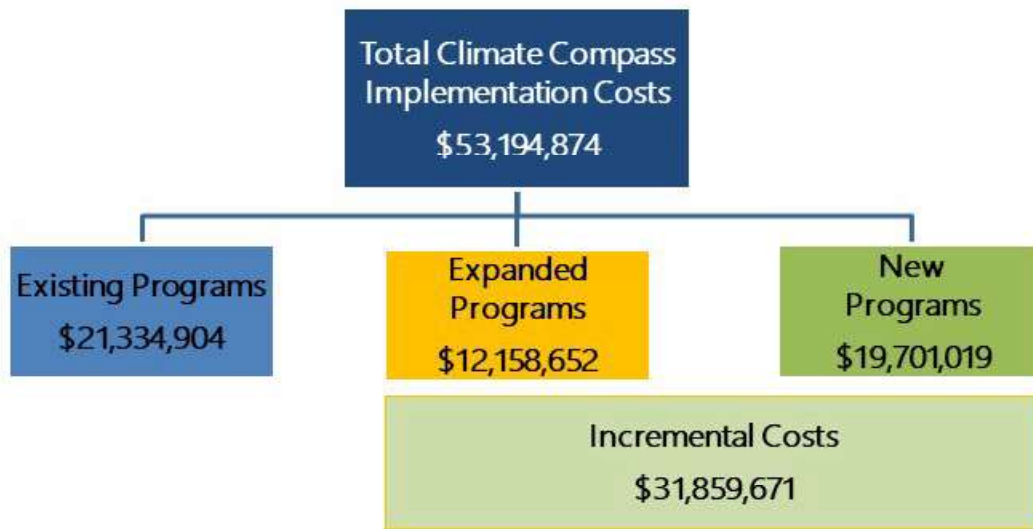 Total Climate Compass
Implementation Costs
$53,194,874
Existing Programs
$21,334,904
Expanded
Programs
$12,158,652
New
Programs
$19,701,019
Incremental Costs
$31,859,671